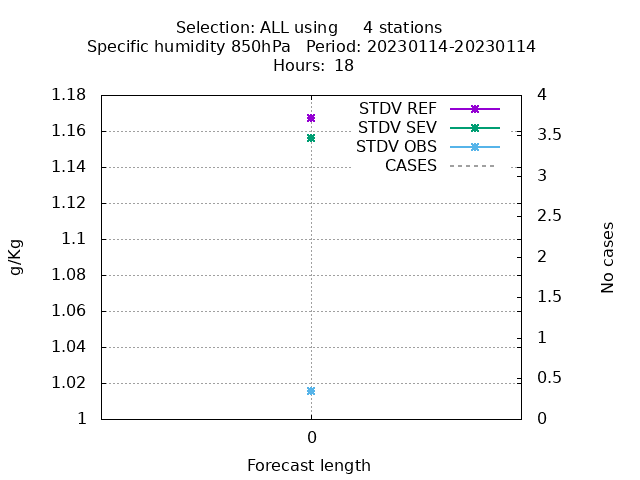 Selection: ALL using     4 stations
Specific humidity 850hPa   Period: 20230114-20230114
Hours: 18
1.18
1.16
1.14
1.12
1.1
1.08
1.06
1.04
1.02
1
g/Kg
STDV REF
STDV SEV
STDV OBS
CASES
4
3.5
3
2.5
2
1.5
1
0.5
0
No cases
0
Forecast length